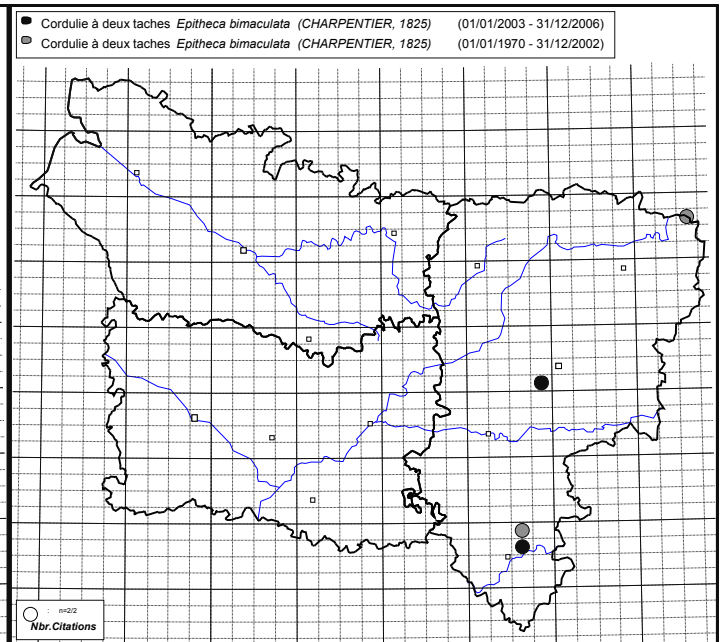 Cordulie à deux taches Epitheca bimaculata (CHARPENTIER, 1825) (01/01/2003 - 31/12/2006)
Cordulie à deux taches Epitheca bimaculata (CHARPENTIER, 1825) (01/01/1970 - 31/12/2002)
: n=2/2
Nbr.Citations